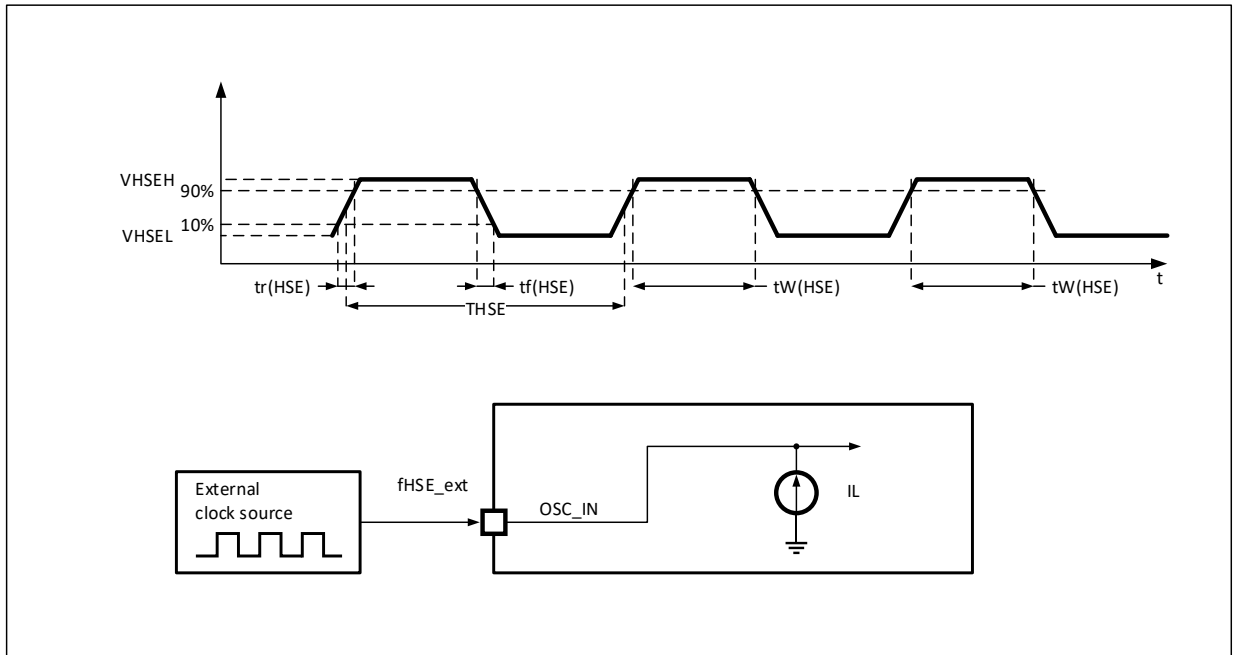 VHSEH
90%
10%
VHSEL
tr(HSE)
tf(HSE)
tW(HSE)
tW(HSE)
t
THSE
External
clock source
fHSE_ext
OSC_IN
IL